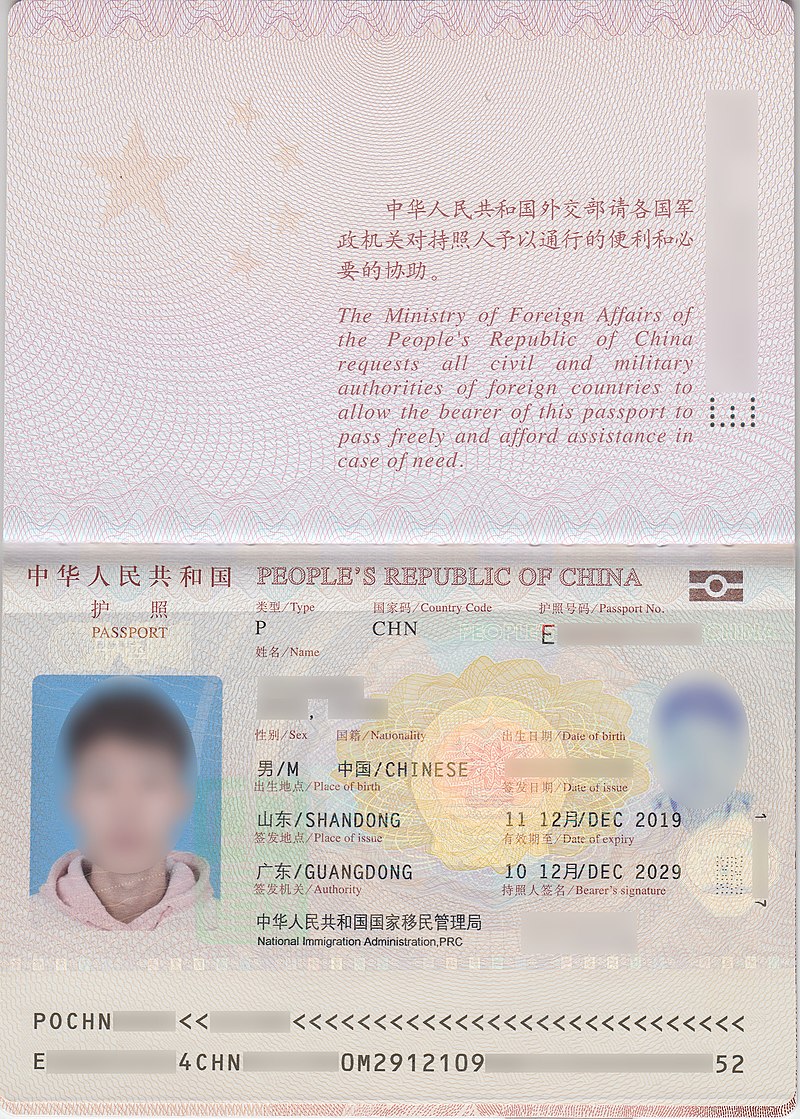 中华人民共和国外交部请各国军
政机关对持照人予以通行的便利和必
要的协助。
The Ministry of Foreign Affairs of
the People's Republic of China
requests all civil and military
authorities of foreign countries to
allow the bearer of this passport to
pass freely and afford assistance in
case of need.
中华人民共和国 PEOPLE'S REPUBLIC OF CHINA
护 照
PASSPORT
类型/Type 国家码/Country Code 护照号码/Passport No.
P CHN E
姓名/Name
,
性别/Sex 国籍/Nationality 出生日期/Date of birth
男/M 中国/CHINESE
出生地点/Place of birth 签发日期/Date of issue
山东/SHANDONG 11 12月/DEC 2019
签发地点/Place of issue 有效期至/Date of expiry
广东/GUANGDONG 10 12月/DEC 2029
签发机关/Authority 持照人签名/Bearer's signature
中华人民共和国国家移民管理局
National Immigration Administration,PRC
1 7
POCHN << <<<<<<<<<<<<<<<<<<<<<<<<<<<<
E 4CHN 0M2912109 52